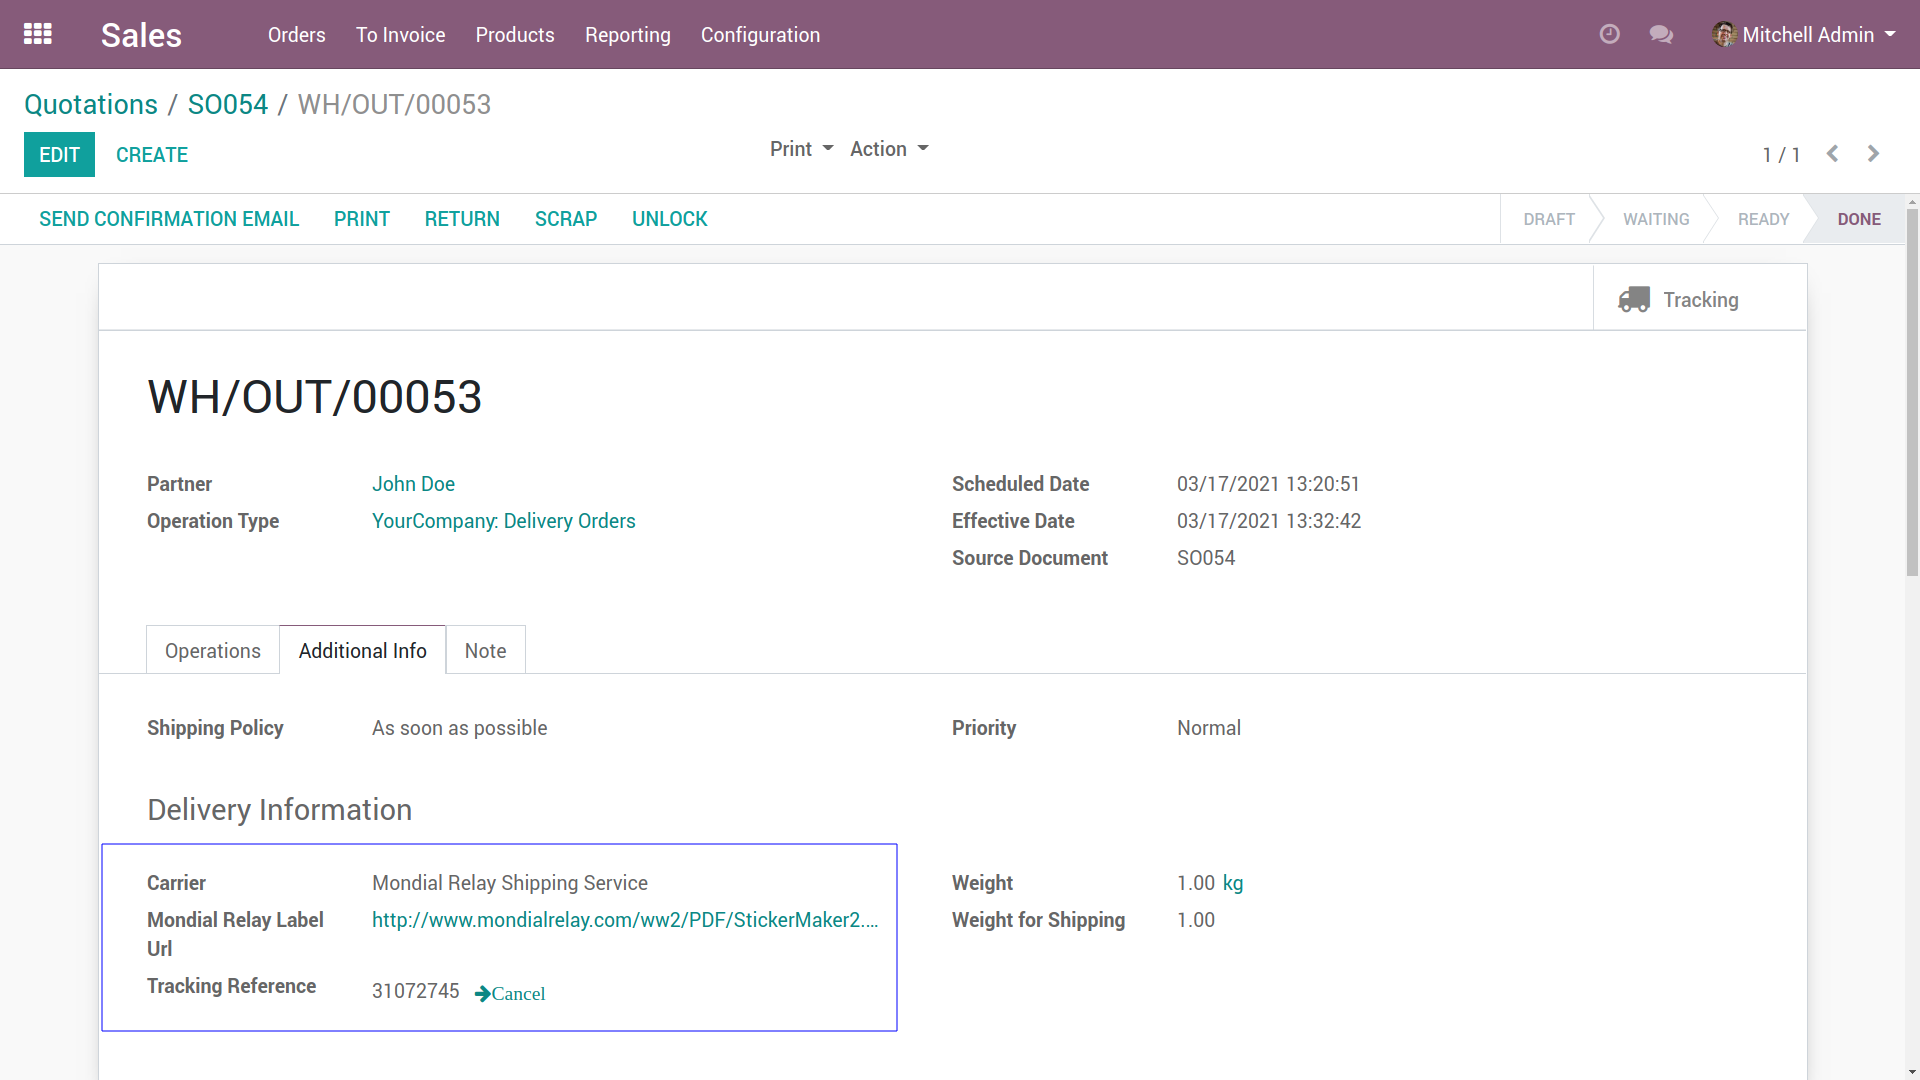 Sales Orders To Invoice Products Reporting Configuration Mitchell Admin
Quotations / SO054 / WH/OUT/00053
EDIT CREATE Print Action 1 / 1
SEND CONFIRMATION EMAIL PRINT RETURN SCRAP UNLOCK DRAFT WAITING READY DONE
Tracking
WH/OUT/00053
Partner John Doe Scheduled Date 03/17/2021 13:20:51
Operation Type YourCompany: Delivery Orders Effective Date 03/17/2021 13:32:42
Source Document SO054
Operations Additional Info Note
Shipping Policy As soon as possible Priority Normal
Delivery Information
Carrier Mondial Relay Shipping Service Weight 1.00 kg
Mondial Relay Label http://www.mondialrelay.com/ww2/PDF/StickerMaker2.... Weight for Shipping 1.00
Url
Tracking Reference 31072745 Cancel